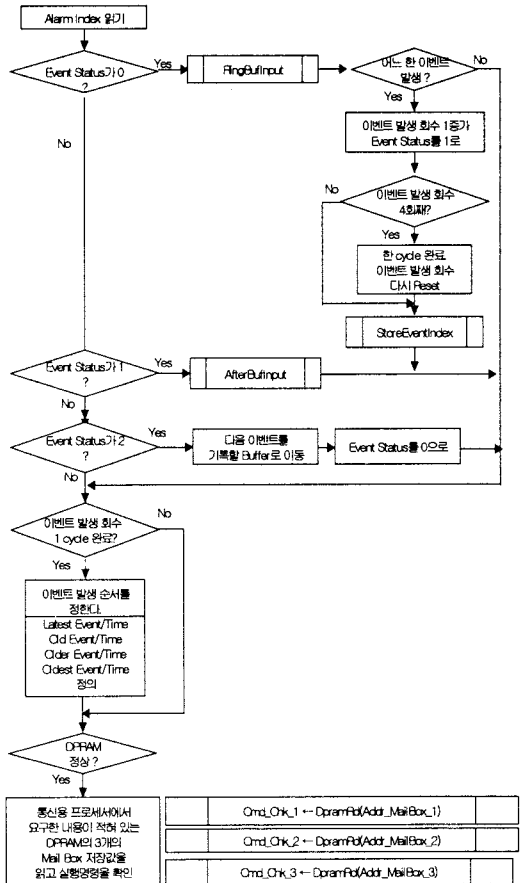 Alarm Index 읽기
Event Status가 0
?
Yes
RingBufInput
어느 한 이벤트
발생 ?
No
Yes
No
이벤트 발생 회수 1증가
Event Status를 1로
No
이벤트 발생 회수
4회째?
Yes
한 cycle 완료
이벤트 발생 회수
다시 Reset
StoreEventIndex
Event Status가 1
?
Yes
AfterBufInput
No
Event Status가 2
?
Yes
다음 이벤트를
기록할 Buffer로 이동
Event Status를 0으로
No
이벤트 발생 회수
1 cycle 완료?
No
Yes
이벤트 발생 순서를
정한다.
Latest Event/Time
Old Event/Time
Older Event/Time
Oldest Event/Time
정의
DPRAM
정상 ?
Yes
통신용 프로세서에서
요구한 내용이 적혀 있는
DPRAM의 3개의
Mail Box 저장값을
읽고 실행명령을 확인
Cmd_Chk_1 ← DpramRd(Addr_MailBox_1)
Cmd_Chk_2 ← DpramRd(Addr_MailBox_2)
Cmd_Chk_3 ← DpramRd(Addr_MailBox_3)